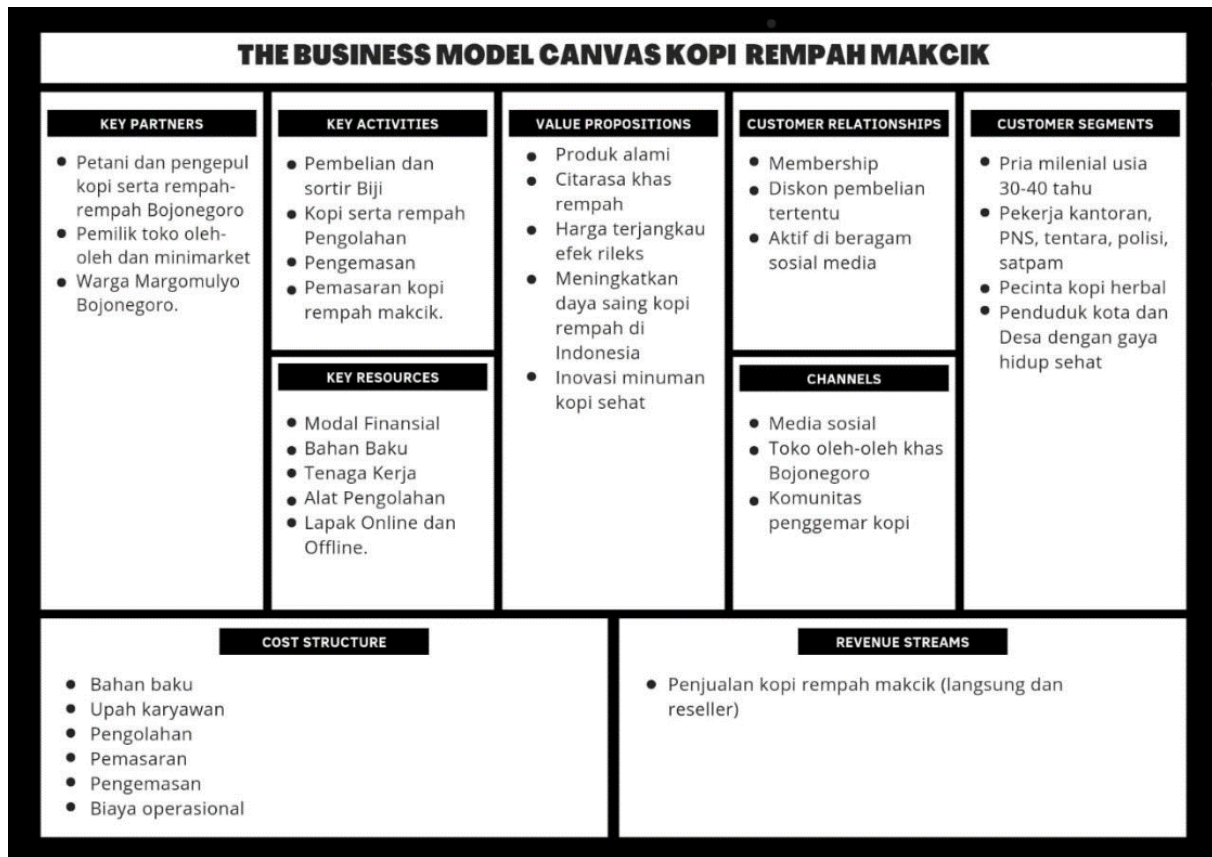 THE BUSINESS MODEL CANVAS KOPI REMPAH MAKCIK
KEY PARTNERS
● Petani dan pengepul
kopi serta rempah-
rempah Bojonegoro
● Pemilik toko oleh-
oleh dan minimarket
● Warga Margomulyo
Bojonegoro.
KEY ACTIVITIES
● Pembelian dan
sortir Biji
● Kopi serta rempah
Pengolahan
● Pengemasan
● Pemasaran kopi
rempah makcik.
KEY RESOURCES
● Modal Finansial
● Bahan Baku
● Tenaga Kerja
● Alat Pengolahan
● Lapak Online dan
Offline.
VALUE PROPOSITIONS
● Produk alami
● Citarasa khas
rempah
● Harga terjangkau
efek rileks
● Meningkatkan
daya saing kopi
rempah di
Indonesia
● Inovasi minuman
kopi sehat
CUSTOMER RELATIONSHIPS
● Membership
● Diskon pembelian
tertentu
● Aktif di beragam
sosial media
CHANNELS
● Media sosial
● Toko oleh-oleh khas
Bojonegoro
● Komunitas
penggemar kopi
CUSTOMER SEGMENTS
● Pria milenial usia
30-40 tahu
● Pekerja kantoran,
PNS, tentara, polisi,
satpam
● Pecinta kopi herbal
● Penduduk kota dan
Desa dengan gaya
hidup sehat
COST STRUCTURE
● Bahan baku
● Upah karyawan
● Pengolahan
● Pemasaran
● Pengemasan
● Biaya operasional
REVENUE STREAMS
● Penjualan kopi rempah makcik (langsung dan
reseller)